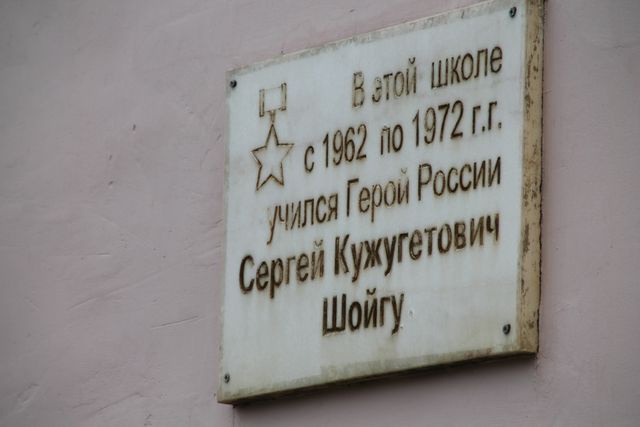 В этой школе
с 1962 по 1972 г.г.
учился Герой России
Сергей Кужугетович
Шойгу